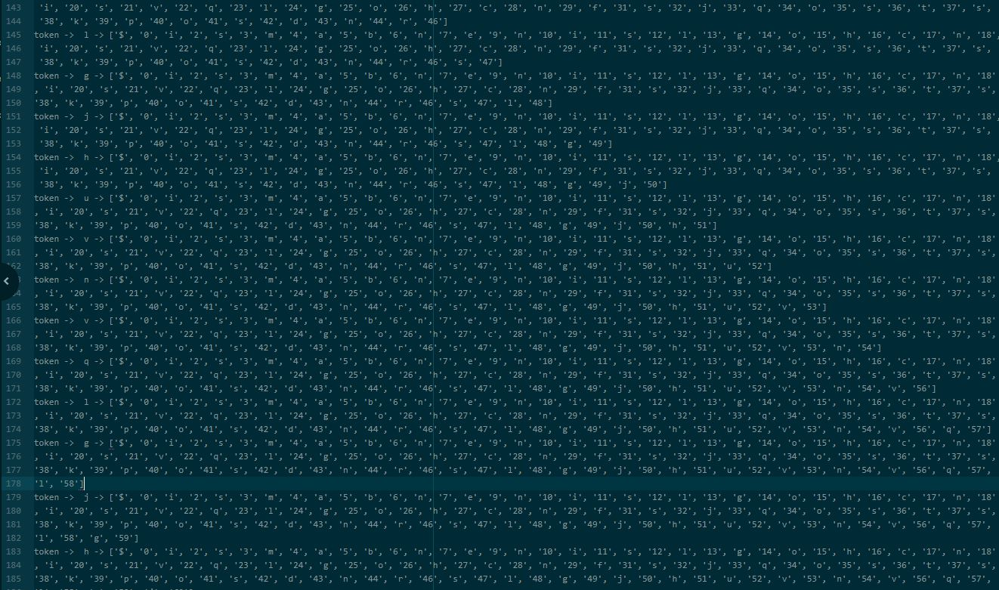 143 'i', '20', 's', '21', 'v', '22', 'q', '23', 'l', '24', 'g', '25', 'o', '26', 'h', '27', 'c', '28', 'n', '29', 'f', '31', 's', '32', 'j', '33', 'q', '34', 'o', '35', 's', '36', 't', '37', 's',
144 '38', 'k', '39', 'p', '40', 'o', '41', 's', '42', 'd', '43', 'n', '44', 'r', '46']
145 token -> l -> ['$', '0', 'i', '2', 's', '3', 'm', '4', 'a', '5', 'b', '6', 'n', '7', 'e', '9', 'n', '10', 'i', '11', 's', '12', 'l', '13', 'g', '14', 'o', '15', 'h', '16', 'c', '17', 'n', '18',
146 'i', '20', 's', '21', 'v', '22', 'q', '23', 'l', '24', 'g', '25', 'o', '26', 'h', '27', 'c', '28', 'n', '29', 'f', '31', 's', '32', 'j', '33', 'q', '34', 'o', '35', 's', '36', 't', '37', 's',
147 '38', 'k', '39', 'p', '40', 'o', '41', 's', '42', 'd', '43', 'n', '44', 'r', '46', 's', '47']
148 token -> g -> ['$', '0', 'i', '2', 's', '3', 'm', '4', 'a', '5', 'b', '6', 'n', '7', 'e', '9', 'n', '10', 'i', '11', 's', '12', 'l', '13', 'g', '14', 'o', '15', 'h', '16', 'c', '17', 'n', '18'
149 , 'i', '20', 's', '21', 'v', '22', 'q', '23', 'l', '24', 'g', '25', 'o', '26', 'h', '27', 'c', '28', 'n', '29', 'f', '31', 's', '32', 'j', '33', 'q', '34', 'o', '35', 's', '36', 't', '37', 's',
150 '38', 'k', '39', 'p', '40', 'o', '41', 's', '42', 'd', '43', 'n', '44', 'r', '46', 's', '47', 'l', '48']
151 token -> j -> ['$', '0', 'i', '2', 's', '3', 'm', '4', 'a', '5', 'b', '6', 'n', '7', 'e', '9', 'n', '10', 'i', '11', 's', '12', 'l', '13', 'g', '14', 'o', '15', 'h', '16', 'c', '17', 'n', '18',
152 'i', '20', 's', '21', 'v', '22', 'q', '23', 'l', '24', 'g', '25', 'o', '26', 'h', '27', 'c', '28', 'n', '29', 'f', '31', 's', '32', 'j', '33', 'q', '34', 'o', '35', 's', '36', 't', '37', 's',
153 '38', 'k', '39', 'p', '40', 'o', '41', 's', '42', 'd', '43', 'n', '44', 'r', '46', 's', '47', 'l', '48', 'g', '49']
154 token -> h -> ['$', '0', 'i', '2', 's', '3', 'm', '4', 'a', '5', 'b', '6', 'n', '7', 'e', '9', 'n', '10', 'i', '11', 's', '12', 'l', '13', 'g', '14', 'o', '15', 'h', '16', 'c', '17', 'n', '18',
155 'i', '20', 's', '21', 'v', '22', 'q', '23', 'l', '24', 'g', '25', 'o', '26', 'h', '27', 'c', '28', 'n', '29', 'f', '31', 's', '32', 'j', '33', 'q', '34', 'o', '35', 's', '36', 't', '37', 's',
156 '38', 'k', '39', 'p', '40', 'o', '41', 's', '42', 'd', '43', 'n', '44', 'r', '46', 's', '47', 'l', '48', 'g', '49', 'j', '50']
157 token -> u -> ['$', '0', 'i', '2', 's', '3', 'm', '4', 'a', '5', 'b', '6', 'n', '7', 'e', '9', 'n', '10', 'i', '11', 's', '12', 'l', '13', 'g', '14', 'o', '15', 'h', '16', 'c', '17', 'n', '18'
158 , 'i', '20', 's', '21', 'v', '22', 'q', '23', 'l', '24', 'g', '25', 'o', '26', 'h', '27', 'c', '28', 'n', '29', 'f', '31', 's', '32', 'j', '33', 'q', '34', 'o', '35', 's', '36', 't', '37', 's',
159 '38', 'k', '39', 'p', '40', 'o', '41', 's', '42', 'd', '43', 'n', '44', 'r', '46', 's', '47', 'l', '48', 'g', '49', 'j', '50', 'h', '51']
160 token -> v -> ['$', '0', 'i', '2', 's', '3', 'm', '4', 'a', '5', 'b', '6', 'n', '7', 'e', '9', 'n', '10', 'i', '11', 's', '12', 'l', '13', 'g', '14', 'o', '15', 'h', '16', 'c', '17', 'n', '18'
161 , 'i', '20', 's', '21', 'v', '22', 'q', '23', 'l', '24', 'g', '25', 'o', '26', 'h', '27', 'c', '28', 'n', '29', 'f', '31', 's', '32', 'j', '33', 'q', '34', 'o', '35', 's', '36', 't', '37', 's',
62 '38', 'k', '39', 'p', '40', 'o', '41', 's', '42', 'd', '43', 'n', '44', 'r', '46', 's', '47', 'l', '48', 'g', '49', 'j', '50', 'h', '51', 'u', '52']
3 token -> n -> ['$', '0', 'i', '2', 's', '3', 'm', '4', 'a', '5', 'b', '6', 'n', '7', 'e', '9', 'n', '10', 'i', '11', 's', '12', 'l', '13', 'g', '14', 'o', '15', 'h', '16', 'c', '17', 'n', '18'
4 , 'i', '20', 's', '21', 'v', '22', 'q', '23', 'l', '24', 'g', '25', 'o', '26', 'h', '27', 'c', '28', 'n', '29', 'f', '31', 's', '32', 'j', '33', 'q', '34', 'o', '35', 's', '36', 't', '37', 's',
165 '38', 'k', '39', 'p', '40', 'o', '41', 's', '42', 'd', '43', 'n', '44', 'r', '46', 's', '47', 'l', '48', 'g', '49', 'j', '50', 'h', '51', 'u', '52', 'v', '53']
166 token -> v -> ['$', '0', 'i', '2', 's', '3', 'm', '4', 'a', '5', 'b', '6', 'n', '7', 'e', '9', 'n', '10', 'i', '11', 's', '12', 'l', '13', 'g', '14', 'o', '15', 'h', '16', 'c', '17', 'n', '18'
167 , 'i', '20', 's', '21', 'v', '22', 'q', '23', 'l', '24', 'g', '25', 'o', '26', 'h', '27', 'c', '28', 'n', '29', 'f', '31', 's', '32', 'j', '33', 'q', '34', 'o', '35', 's', '36', 't', '37', 's',
168 '38', 'k', '39', 'p', '40', 'o', '41', 's', '42', 'd', '43', 'n', '44', 'r', '46', 's', '47', 'l', '48', 'g', '49', 'j', '50', 'h', '51', 'u', '52', 'v', '53', 'n', '54']
169 token -> q -> ['$', '0', 'i', '2', 's', '3', 'm', '4', 'a', '5', 'b', '6', 'n', '7', 'e', '9', 'n', '10', 'i', '11', 's', '12', 'l', '13', 'g', '14', 'o', '15', 'h', '16', 'c', '17', 'n', '18'
170 , 'i', '20', 's', '21', 'v', '22', 'q', '23', 'l', '24', 'g', '25', 'o', '26', 'h', '27', 'c', '28', 'n', '29', 'f', '31', 's', '32', 'j', '33', 'q', '34', 'o', '35', 's', '36', 't', '37', 's',
171 '38', 'k', '39', 'p', '40', 'o', '41', 's', '42', 'd', '43', 'n', '44', 'r', '46', 's', '47', 'l', '48', 'g', '49', 'j', '50', 'h', '51', 'u', '52', 'v', '53', 'n', '54', 'v', '56']
172 token -> l -> ['$', '0', 'i', '2', 's', '3', 'm', '4', 'a', '5', 'b', '6', 'n', '7', 'e', '9', 'n', '10', 'i', '11', 's', '12', 'l', '13', 'g', '14', 'o', '15', 'h', '16', 'c', '17', 'n', '18'
173 , 'i', '20', 's', '21', 'v', '22', 'q', '23', 'l', '24', 'g', '25', 'o', '26', 'h', '27', 'c', '28', 'n', '29', 'f', '31', 's', '32', 'j', '33', 'q', '34', 'o', '35', 's', '36', 't', '37', 's',
174 '38', 'k', '39', 'p', '40', 'o', '41', 's', '42', 'd', '43', 'n', '44', 'r', '46', 's', '47', 'l', '48', 'g', '49', 'j', '50', 'h', '51', 'u', '52', 'v', '53', 'n', '54', 'v', '56', 'q', '57']
175 token -> g -> ['$', '0', 'i', '2', 's', '3', 'm', '4', 'a', '5', 'b', '6', 'n', '7', 'e', '9', 'n', '10', 'i', '11', 's', '12', 'l', '13', 'g', '14', 'o', '15', 'h', '16', 'c', '17', 'n', '18'
176 , 'i', '20', 's', '21', 'v', '22', 'q', '23', 'l', '24', 'g', '25', 'o', '26', 'h', '27', 'c', '28', 'n', '29', 'f', '31', 's', '32', 'j', '33', 'q', '34', 'o', '35', 's', '36', 't', '37', 's',
177 '38', 'k', '39', 'p', '40', 'o', '41', 's', '42', 'd', '43', 'n', '44', 'r', '46', 's', '47', 'l', '48', 'g', '49', 'j', '50', 'h', '51', 'u', '52', 'v', '53', 'n', '54', 'v', '56', 'q', '57',
178 'l', '58']
179 token -> j -> ['$', '0', 'i', '2', 's', '3', 'm', '4', 'a', '5', 'b', '6', 'n', '7', 'e', '9', 'n', '10', 'i', '11', 's', '12', 'l', '13', 'g', '14', 'o', '15', 'h', '16', 'c', '17', 'n', '18'
180 , 'i', '20', 's', '21', 'v', '22', 'q', '23', 'l', '24', 'g', '25', 'o', '26', 'h', '27', 'c', '28', 'n', '29', 'f', '31', 's', '32', 'j', '33', 'q', '34', 'o', '35', 's', '36', 't', '37', 's',
181 '38', 'k', '39', 'p', '40', 'o', '41', 's', '42', 'd', '43', 'n', '44', 'r', '46', 's', '47', 'l', '48', 'g', '49', 'j', '50', 'h', '51', 'u', '52', 'v', '53', 'n', '54', 'v', '56', 'q', '57',
182 'l', '58', 'g', '59']
183 token -> h -> ['$', '0', 'i', '2', 's', '3', 'm', '4', 'a', '5', 'b', '6', 'n', '7', 'e', '9', 'n', '10', 'i', '11', 's', '12', 'l', '13', 'g', '14', 'o', '15', 'h', '16', 'c', '17', 'n', '18'
184 , 'i', '20', 's', '21', 'v', '22', 'q', '23', 'l', '24', 'g', '25', 'o', '26', 'h', '27', 'c', '28', 'n', '29', 'f', '31', 's', '32', 'j', '33', 'q', '34', 'o', '35', 's', '36', 't', '37', 's',
185 '38', 'k', '39', 'p', '40', 'o', '41', 's', '42', 'd', '43', 'n', '44', 'r', '46', 's', '47', 'l', '48', 'g', '49', 'j', '50', 'h', '51', 'u', '52', 'v', '53', 'n', '54', 'v', '56', 'q', '57',